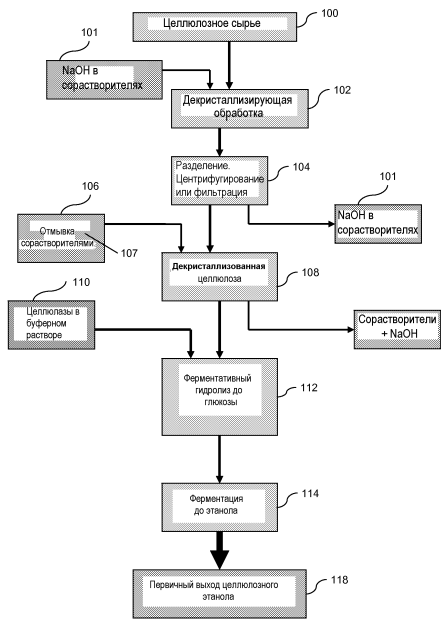 Целлюлозное сырье
100
101
NaOH в
сорастворителях
Декристаллизирующая
обработка
102
Разделение.
Центрифугирование
или фильтрация
104
101
NaOH в
сорастворителях
106
Отмывка
сорастворителями
107
Декристаллизованная
целлюлоза
108
110
Целлюлазы в
буферном
растворе
Сорастворители
+ NaOH
Ферментативный
гидролиз до
глюкозы
112
Ферментация
до этанола
114
Первичный выход целлюлозного
этанола
118